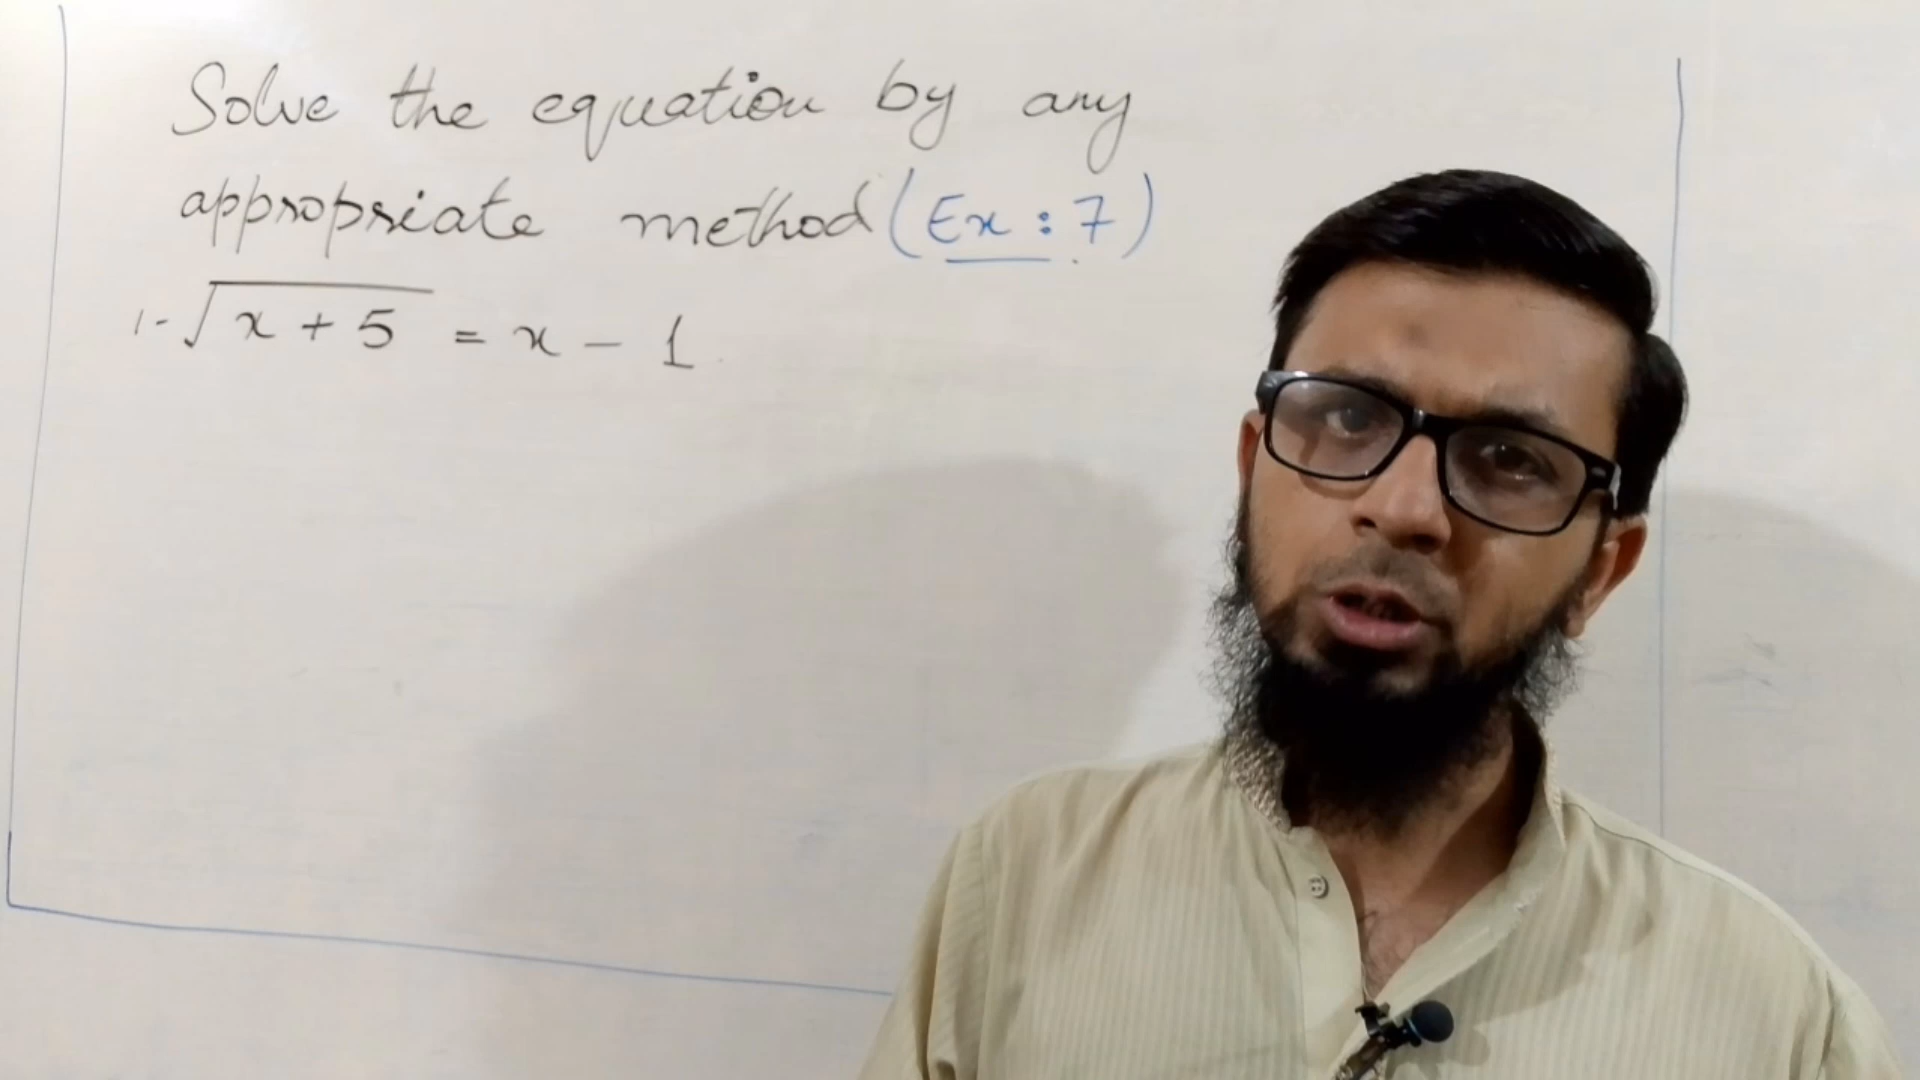 Solve the equation by any
appropriate method (Ex : 7)
1- √x + 5 = x - 1